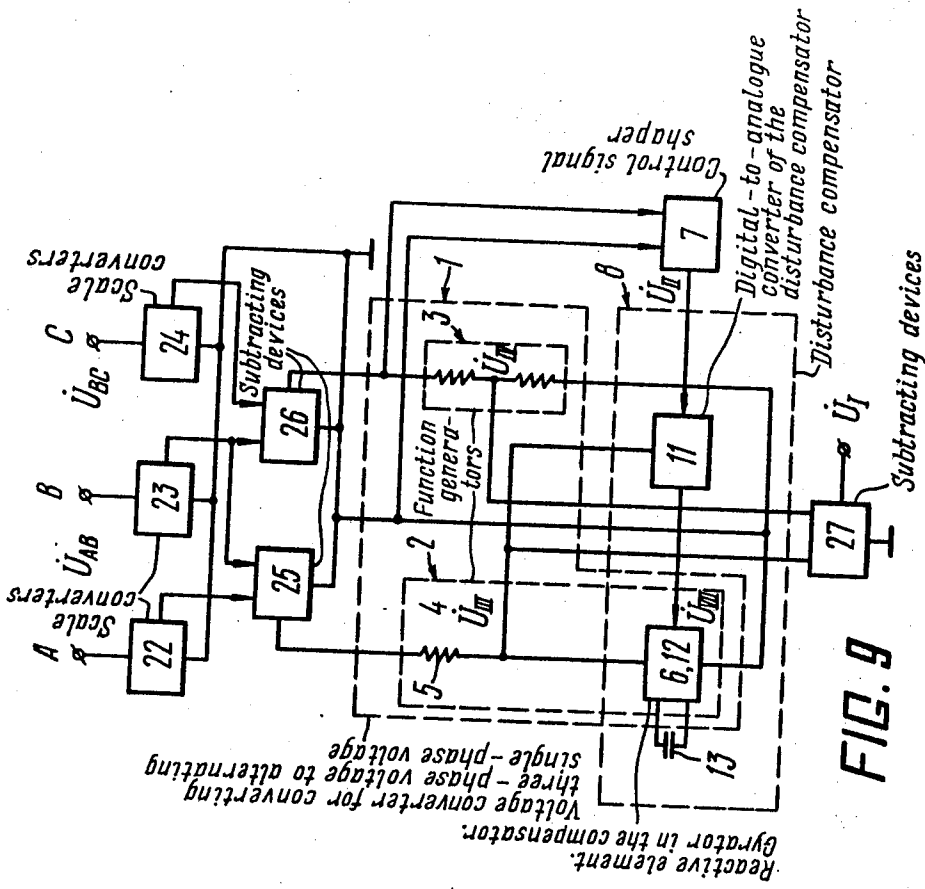 A
U̇AB
B
U̇BC
C
Scale
converters
22
23
24
Scale
converters
Subtracting
devices
25
26
1
2
3
4
5
U̇III
U̇IV
Function
genera-
tors
Voltage converter for converting
three-phase voltage to alternating
single-phase voltage
Control signal
shaper
7
U̇II
8
11
Digital-to-analogue
converter of the
disturbance compensator
Disturbance compensator
6,12
13
Reactive element.
Gyrator in the compensator.
27
U̇I
Subtracting devices
FIG. 9